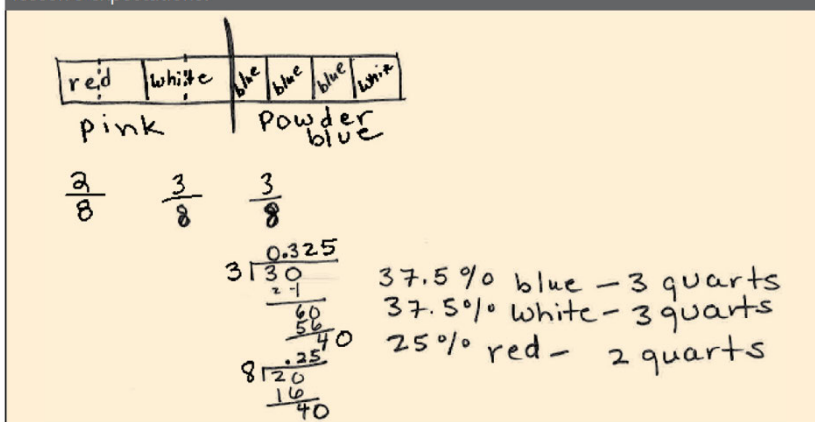 red white blue blue blue white
pink powder blue
2/8 3/8 3/8
0.325
3 30
24
60
56
40
.25
8 20
16
40
37.5% blue - 3 quarts
37.5% white - 3 quarts
25% red - 2 quarts